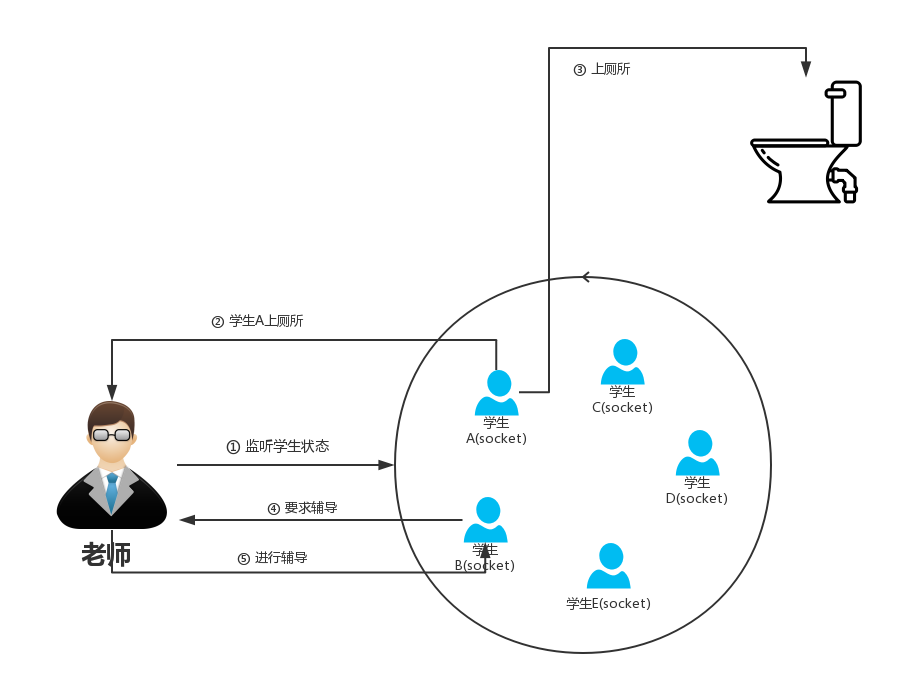 ③ 上厕所
② 学生A上厕所
学生
C(socket)
学生
A(socket)
① 监听学生状态
学生
D(socket)
④ 要求辅导
老师
学生
B(socket)
⑤ 进行辅导
学生E(socket)